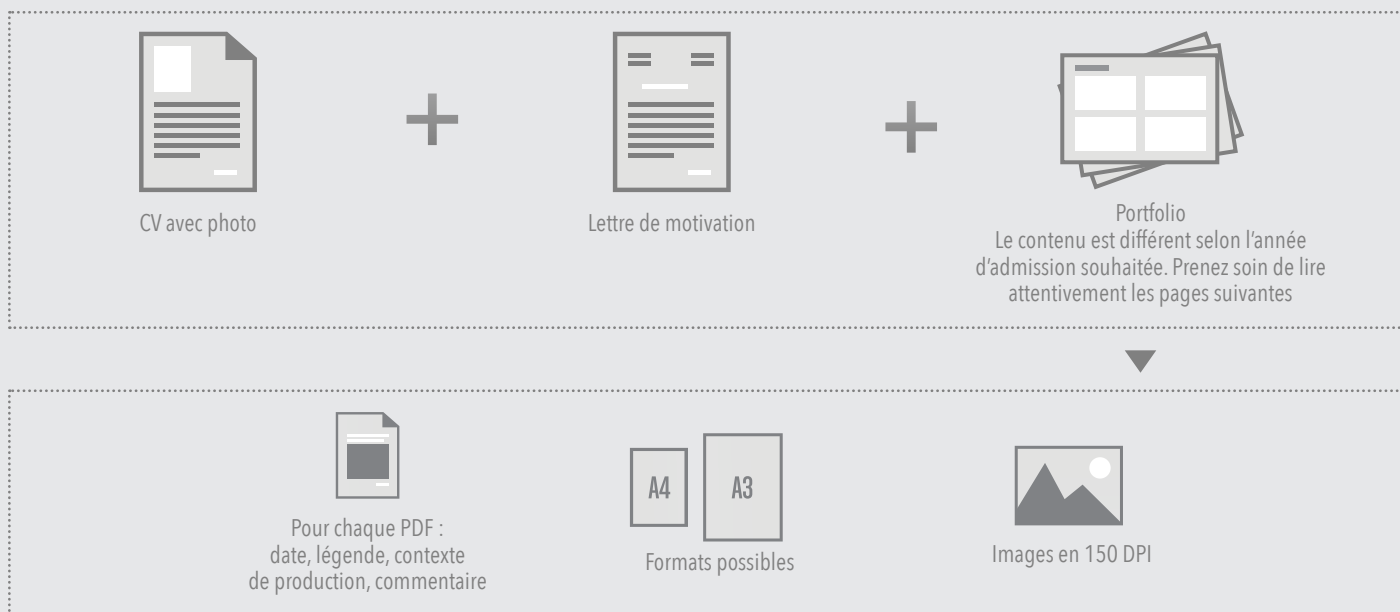 CV avec photo
Lettre de motivation
Portfolio
Le contenu est différent selon l’année
d’admission souhaitée. Prenez soin de lire
attentivement les pages suivantes
Pour chaque PDF :
date, légende, contexte
de production, commentaire
A4
A3
Formats possibles
Images en 150 DPI